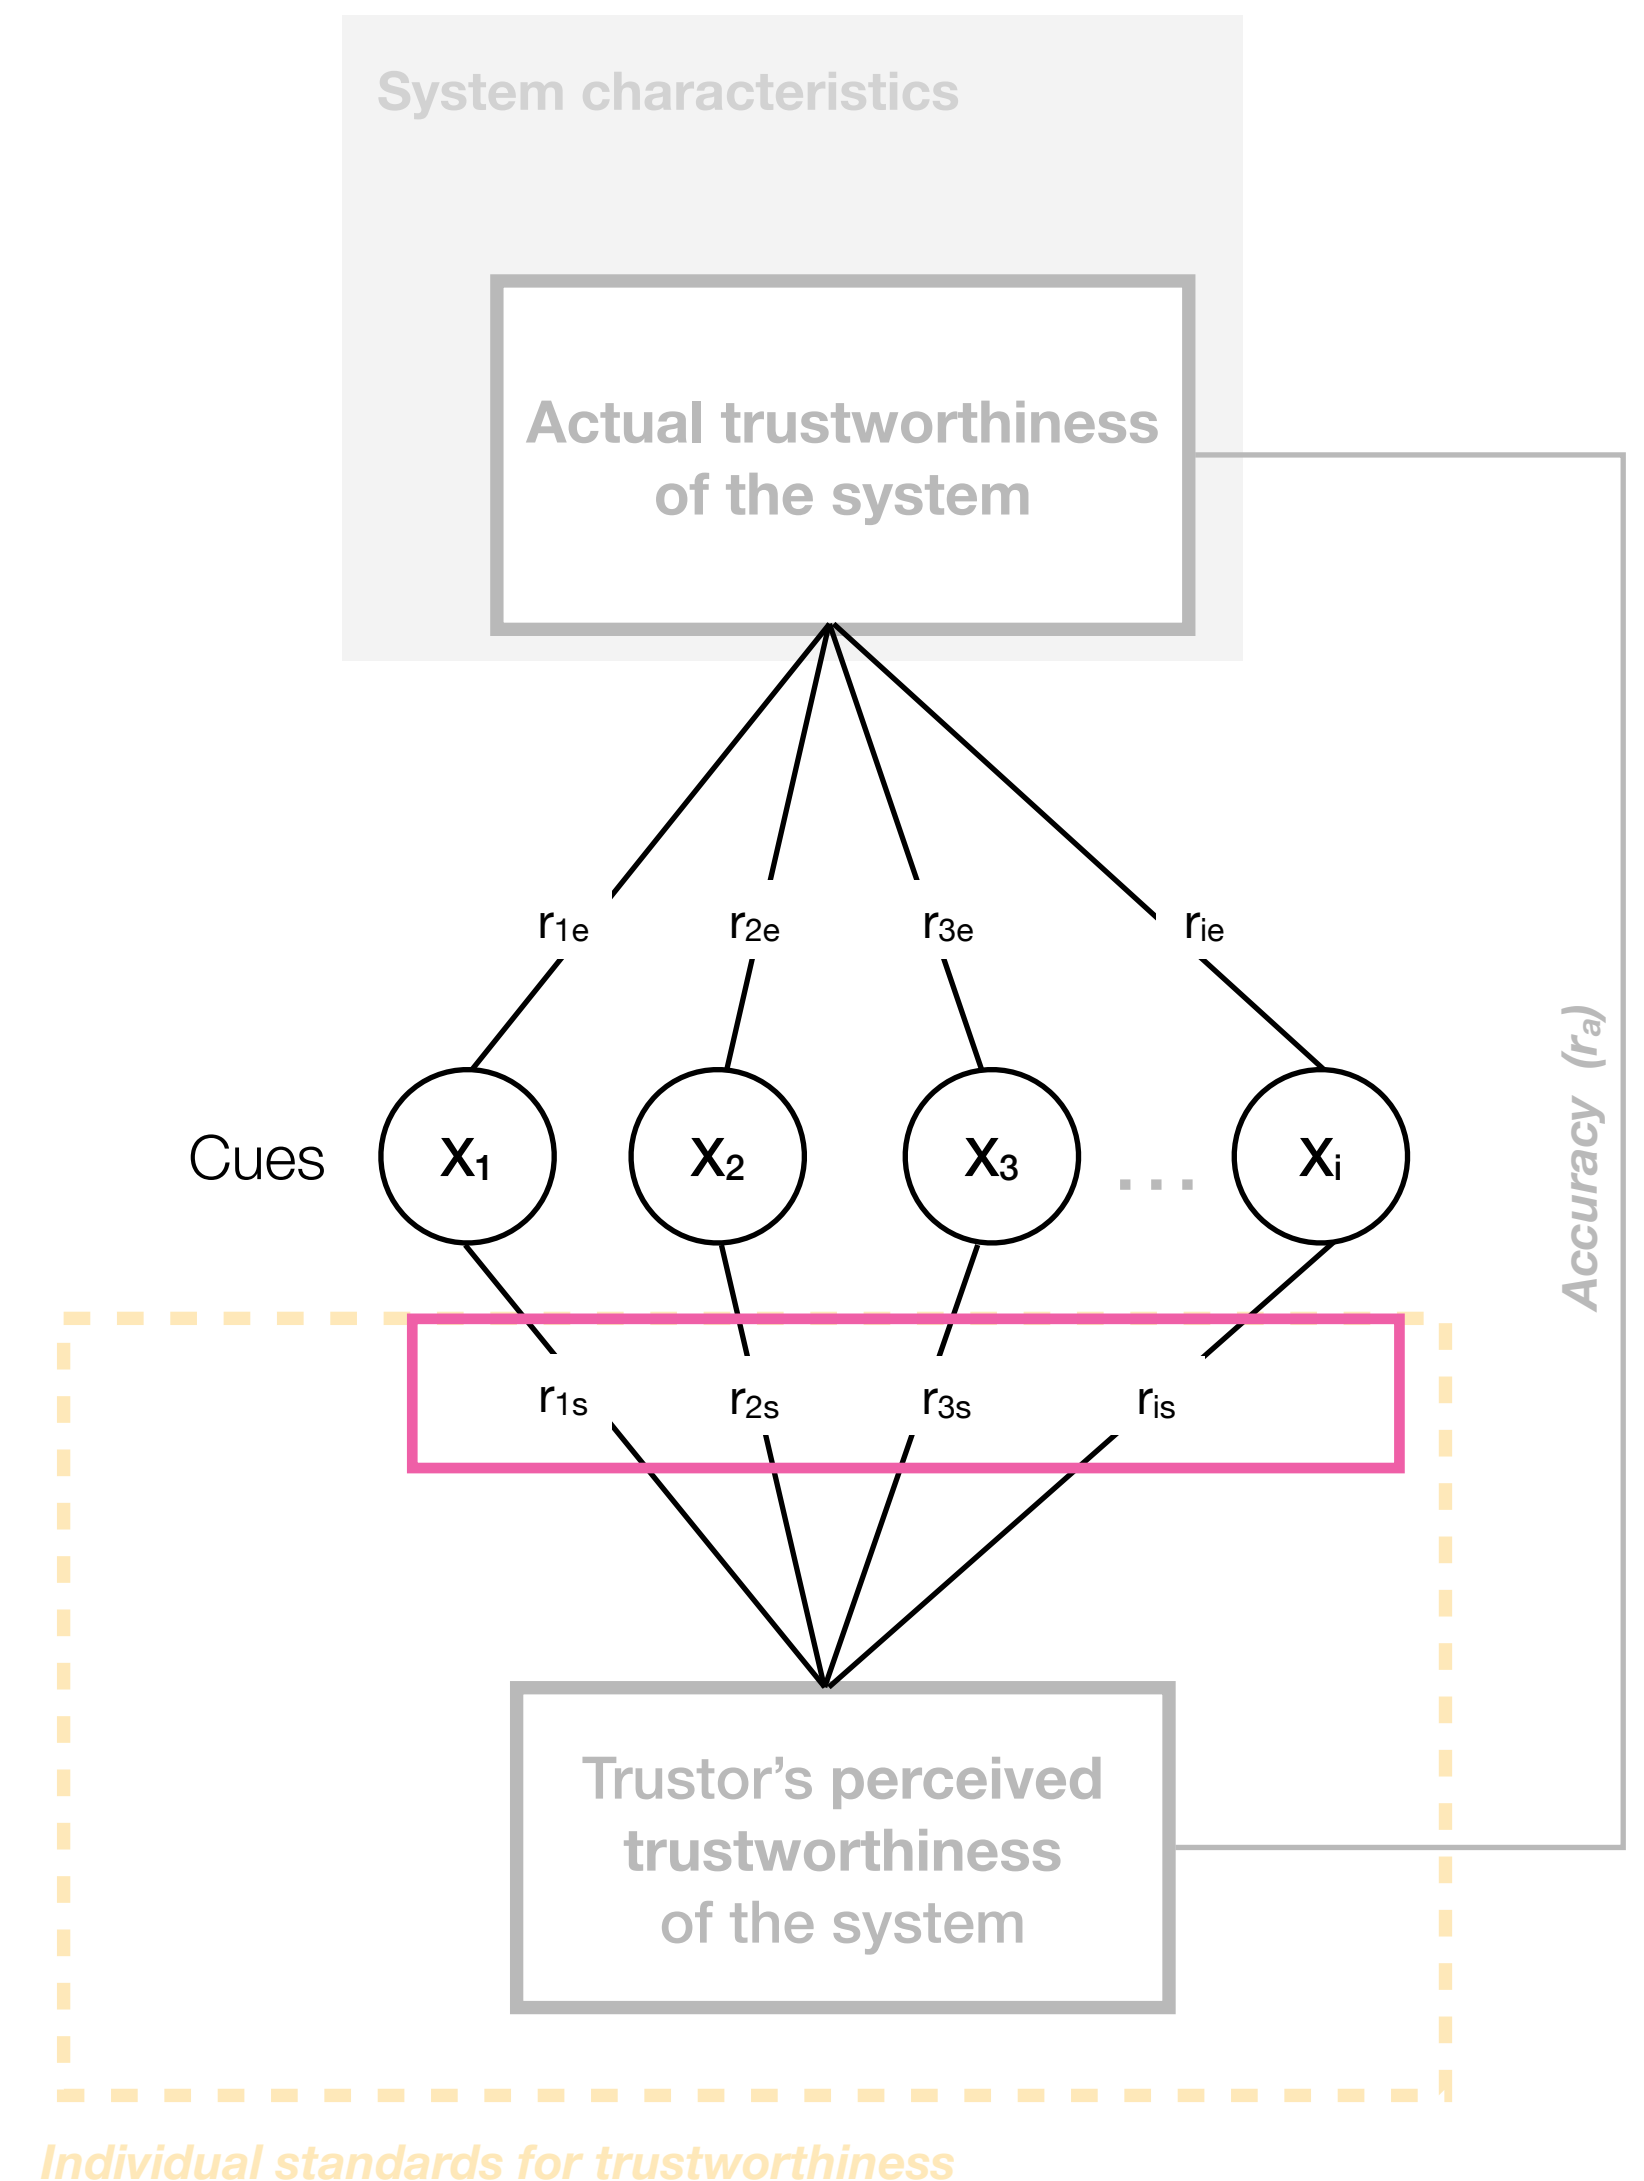 System characteristics
Actual trustworthiness
of the system
r1e r2e r3e rie
Cues X1 X2 X3 ... Xi
Accuracy (ra)
r1s r2s r3s ris
Trustor’s perceived
trustworthiness
of the system
Individual standards for trustworthiness